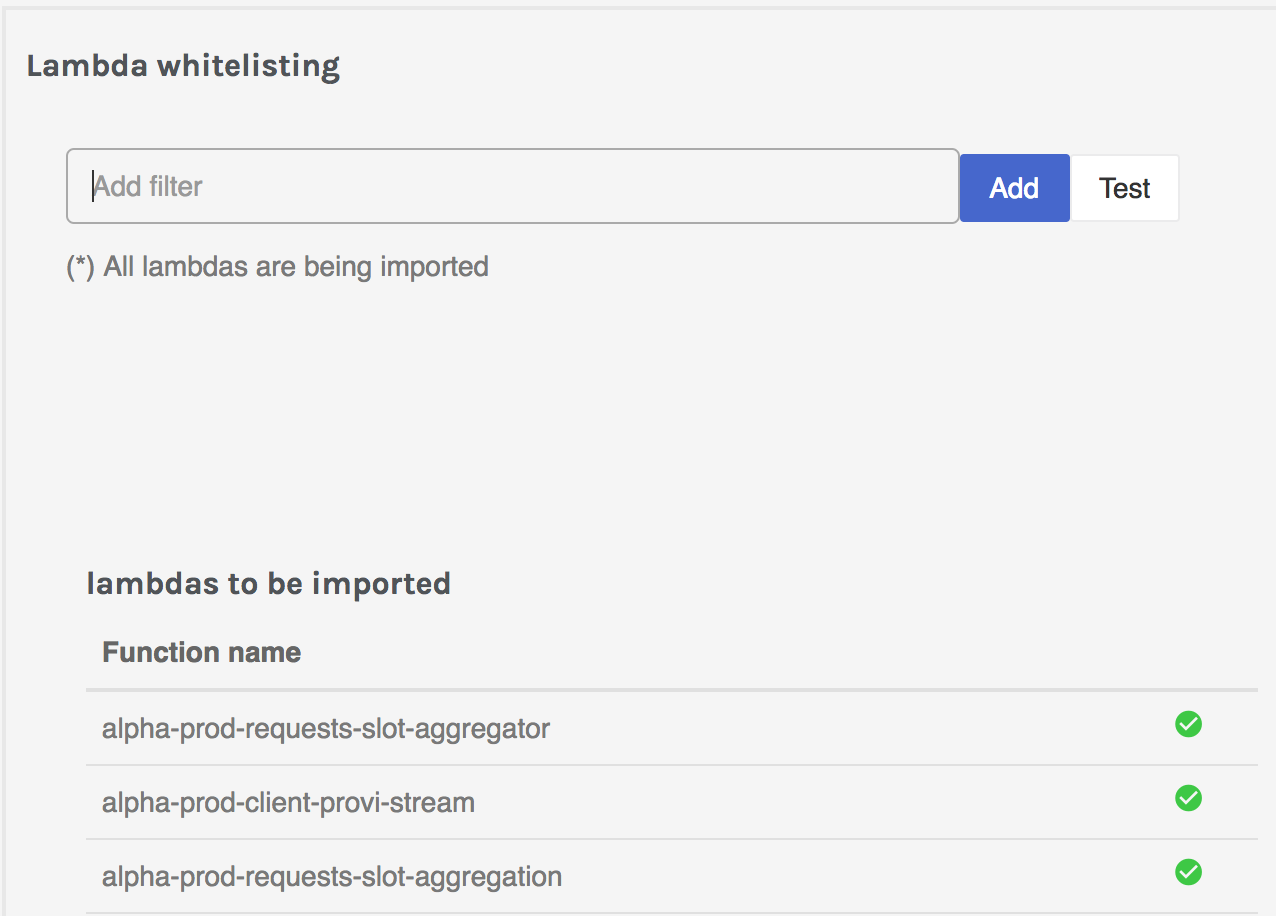 Lambda whitelisting
Add filter
Add
Test
(*) All lambdas are being imported
lambdas to be imported
Function name
alpha-prod-requests-slot-aggregator
alpha-prod-client-provi-stream
alpha-prod-requests-slot-aggregation